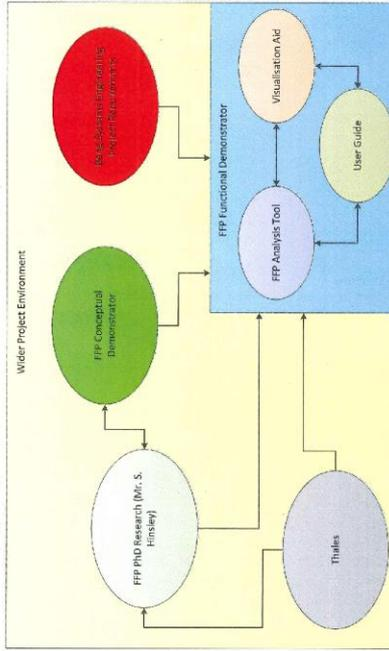 Wider Project Environment
FFP PhD Research (Mr. S.
Hinsley)
FFP Conceptual
Demonstrator
Thales
FFP Functional Demonstrator
FFP Analysis Tool
Visualisation Aid
User Guide